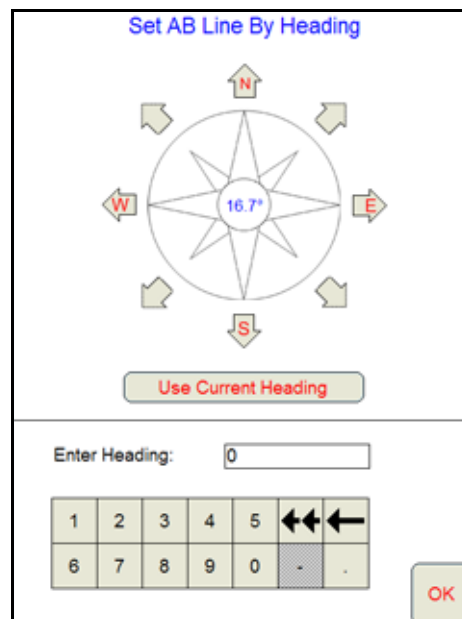 Set AB Line By Heading
N
W
16.7°
E
S
Use Current Heading
Enter Heading: 0
1 2 3 4 5
6 7 8 9 0 - .
OK